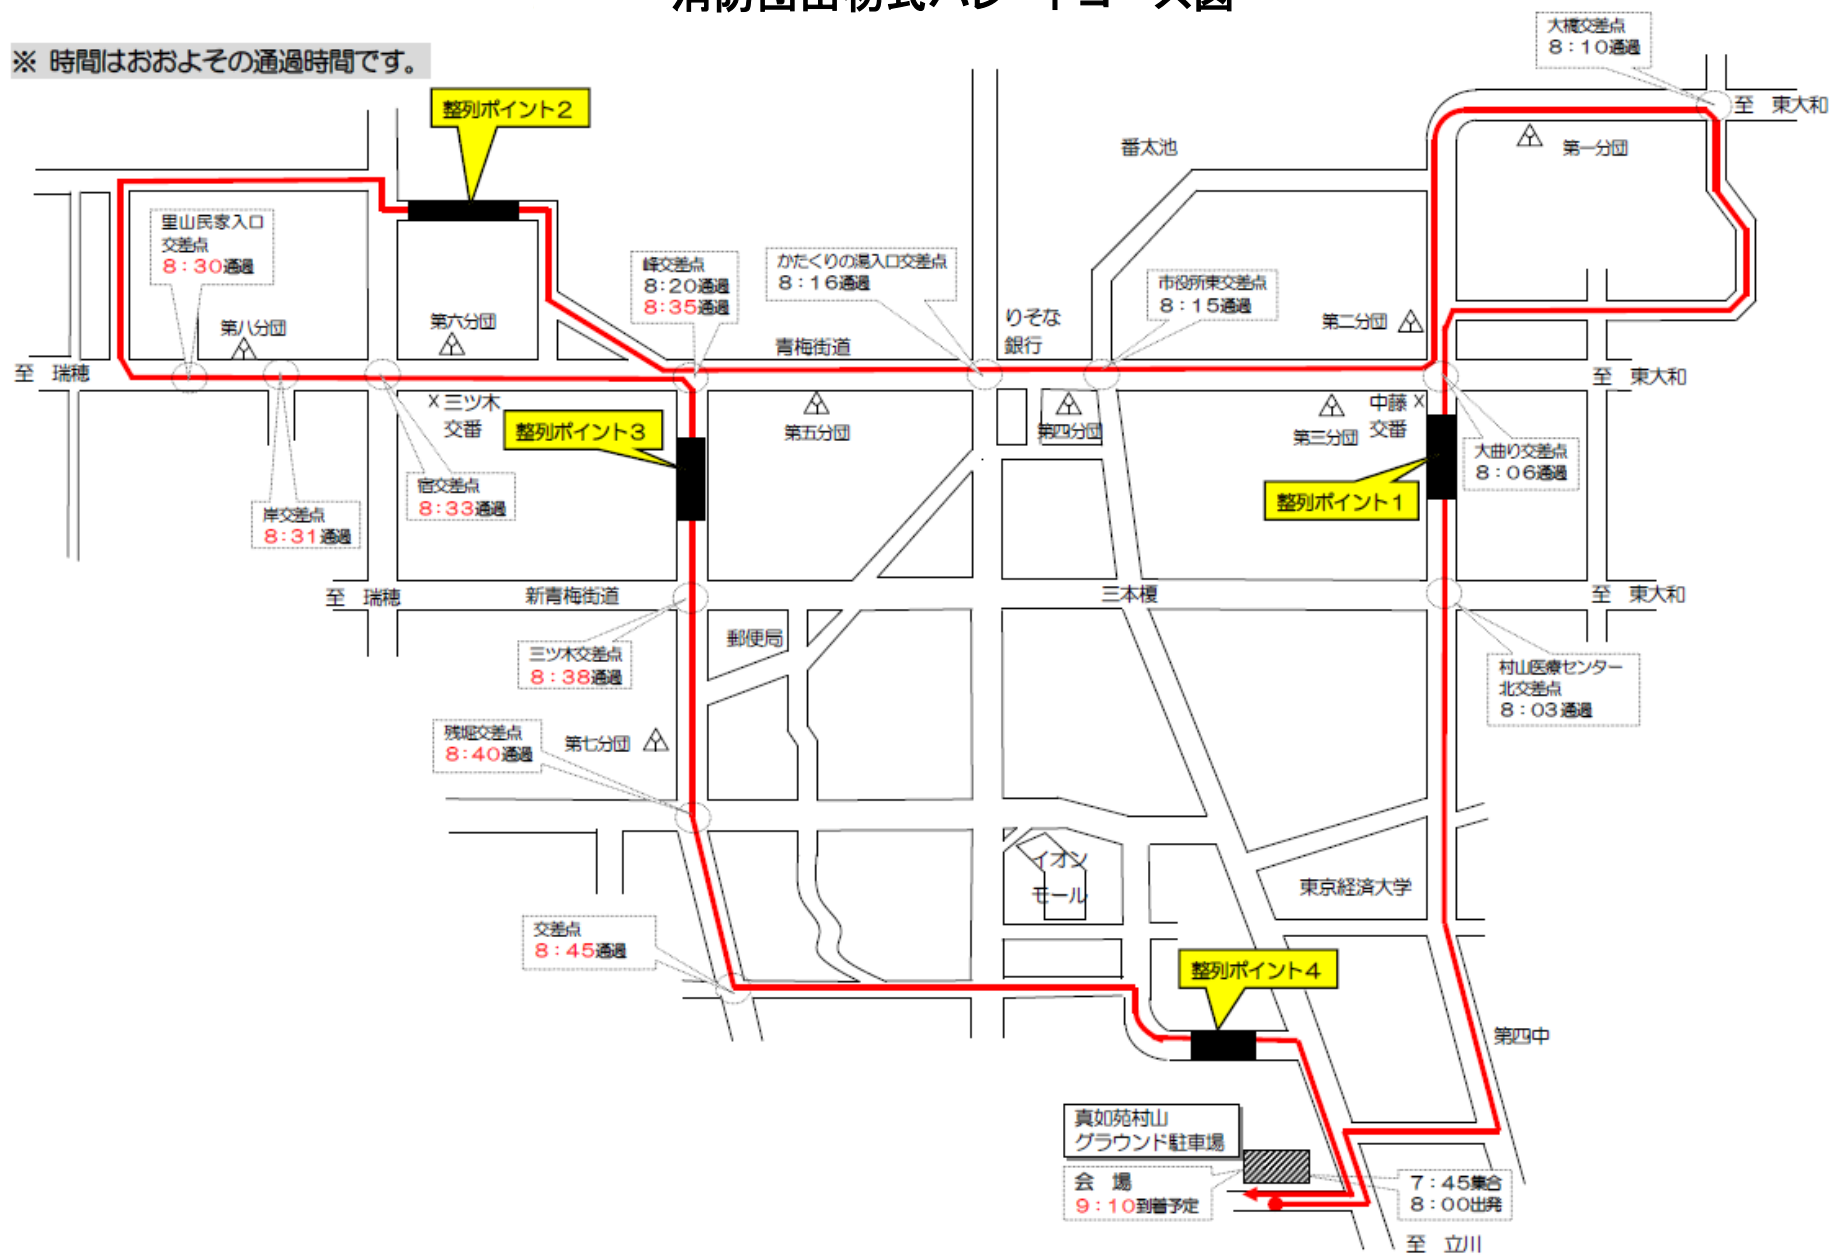 消防団出初式パレードコース図
※ 時間はおおよその通過時間です。
大橋交差点
8：10通過
至 東大和
整列ポイント2
番太池
第一分団
里山民家入口
交差点
8：30通過
峰交差点
8：20通過
8：35通過
かたくりの湯入口交差点
8：16通過
市役所東交差点
8：15通過
りそな
銀行
第八分団
第六分団
第二分団
青梅街道
至 瑞穂
至 東大和
X 三ツ木
交番
整列ポイント3
第五分団
第四分団
第三分団
中藤 X
交番
大曲り交差点
8：06通過
宿交差点
8：33通過
整列ポイント1
岸交差点
8：31通過
至 瑞穂
新青梅街道
三本榎
至 東大和
郵便局
三ツ木交差点
8：38通過
村山医療センター
北交差点
8：03通過
残堀交差点
8：40通過
第七分団
イオン
モール
東京経済大学
交差点
8：45通過
整列ポイント4
第四中
真如苑村山
グラウンド駐車場
会 場
9：10到着予定
7：45集合
8：00出発
至 立川